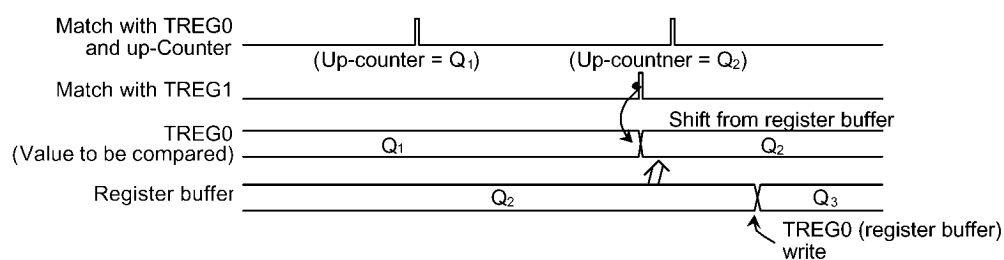 Match with TREG0
and up-Counter
(Up-counter = Q1)
(Up-countner = Q2)
Match with TREG1
Shift from register buffer
TREG0
(Value to be compared)
Q1
Q2
Register buffer
Q2
Q3
TREG0 (register buffer)
write